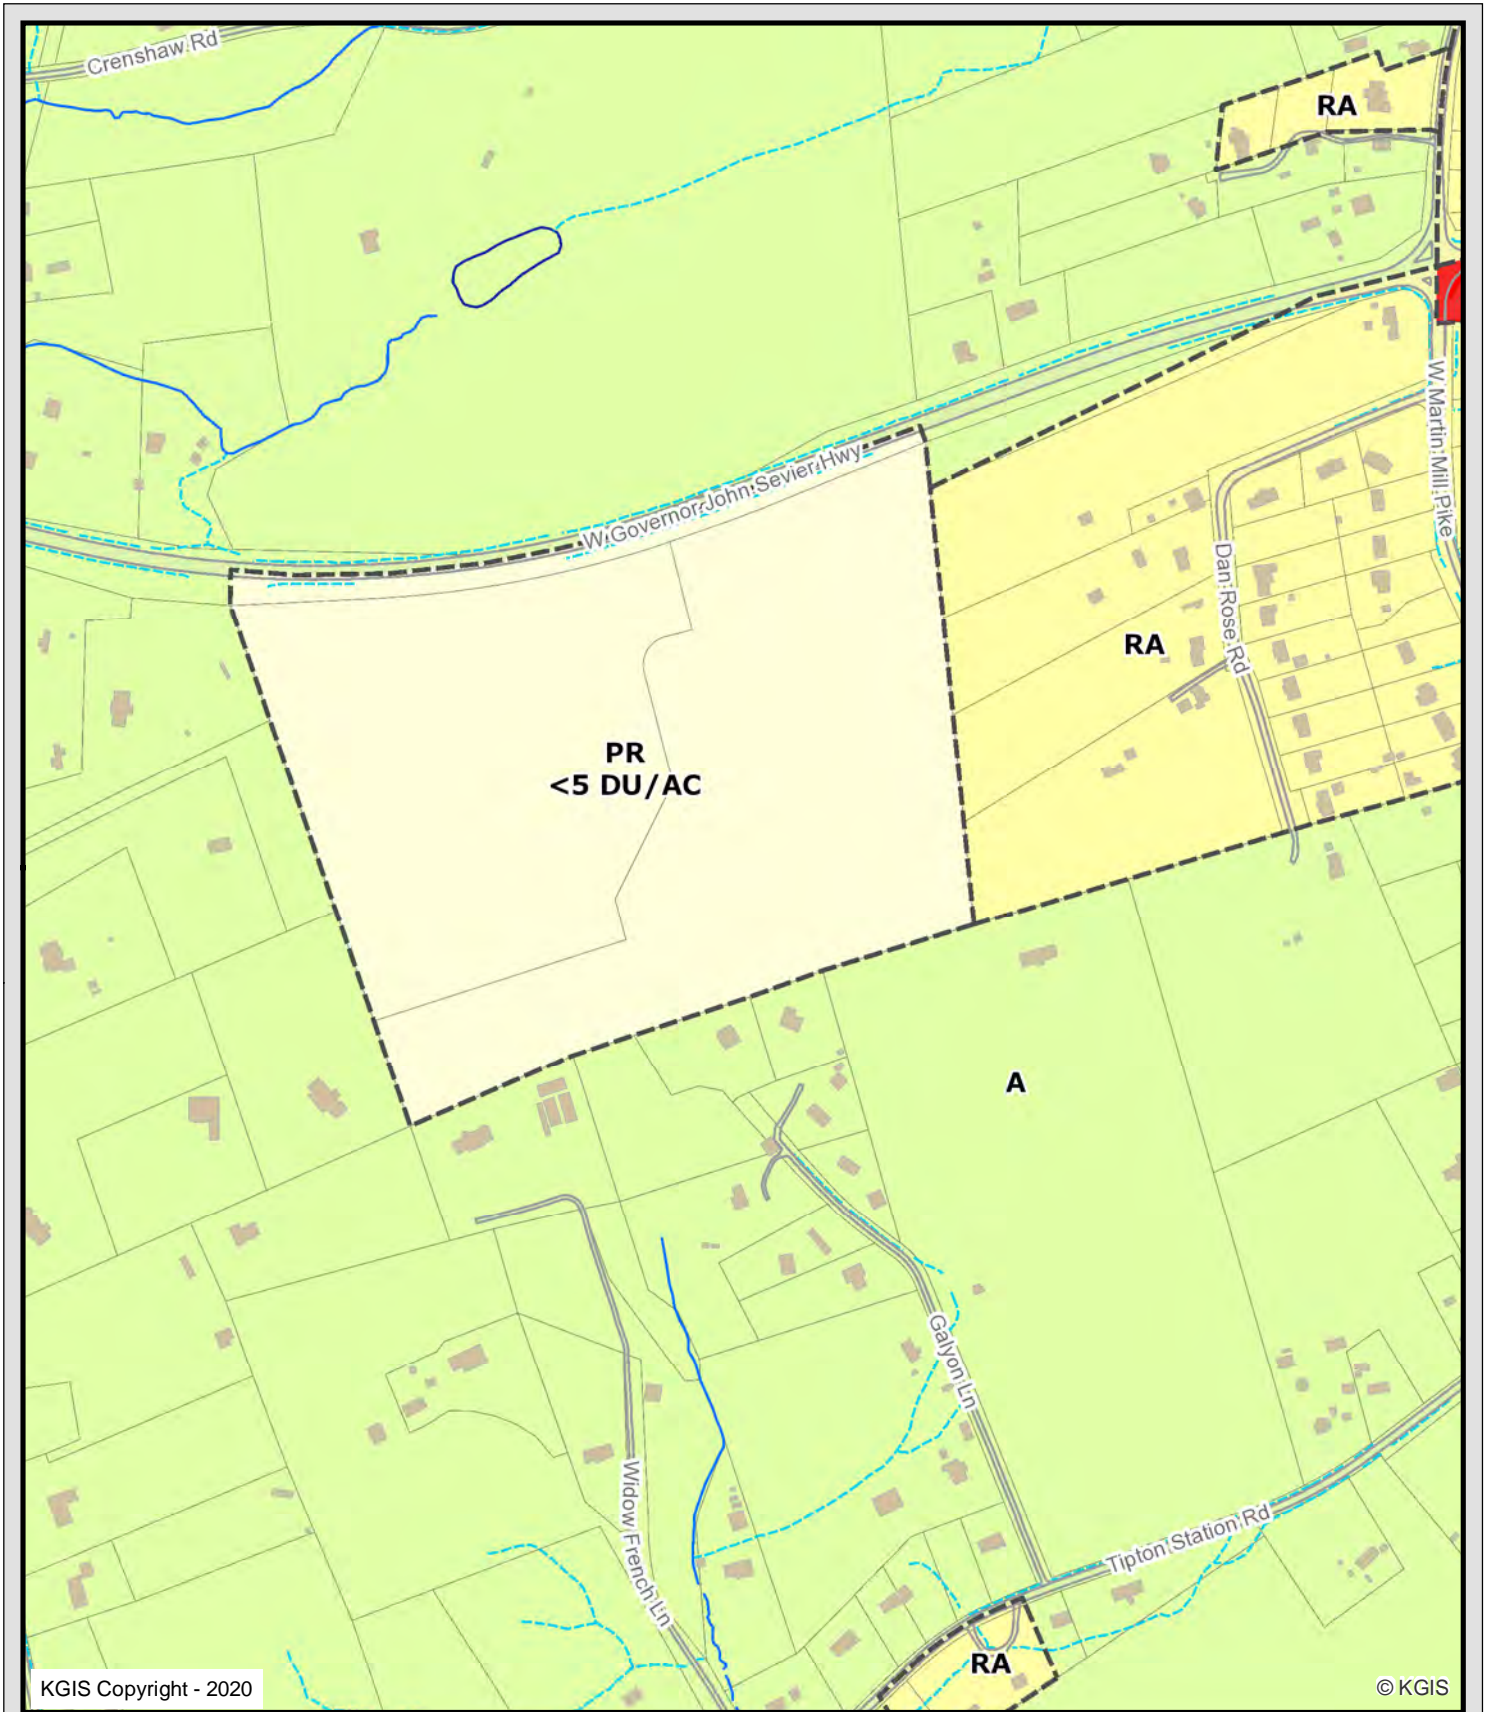 Crenshaw Rd
RA
W Governor John Sevier Hwy
W Martin Mill Pike
Dan Rose Rd
RA
PR
<5 DU/AC
A
Galyon Ln
Widow French Ln
Tipton Station Rd
RA
KGIS Copyright - 2020
© KGIS